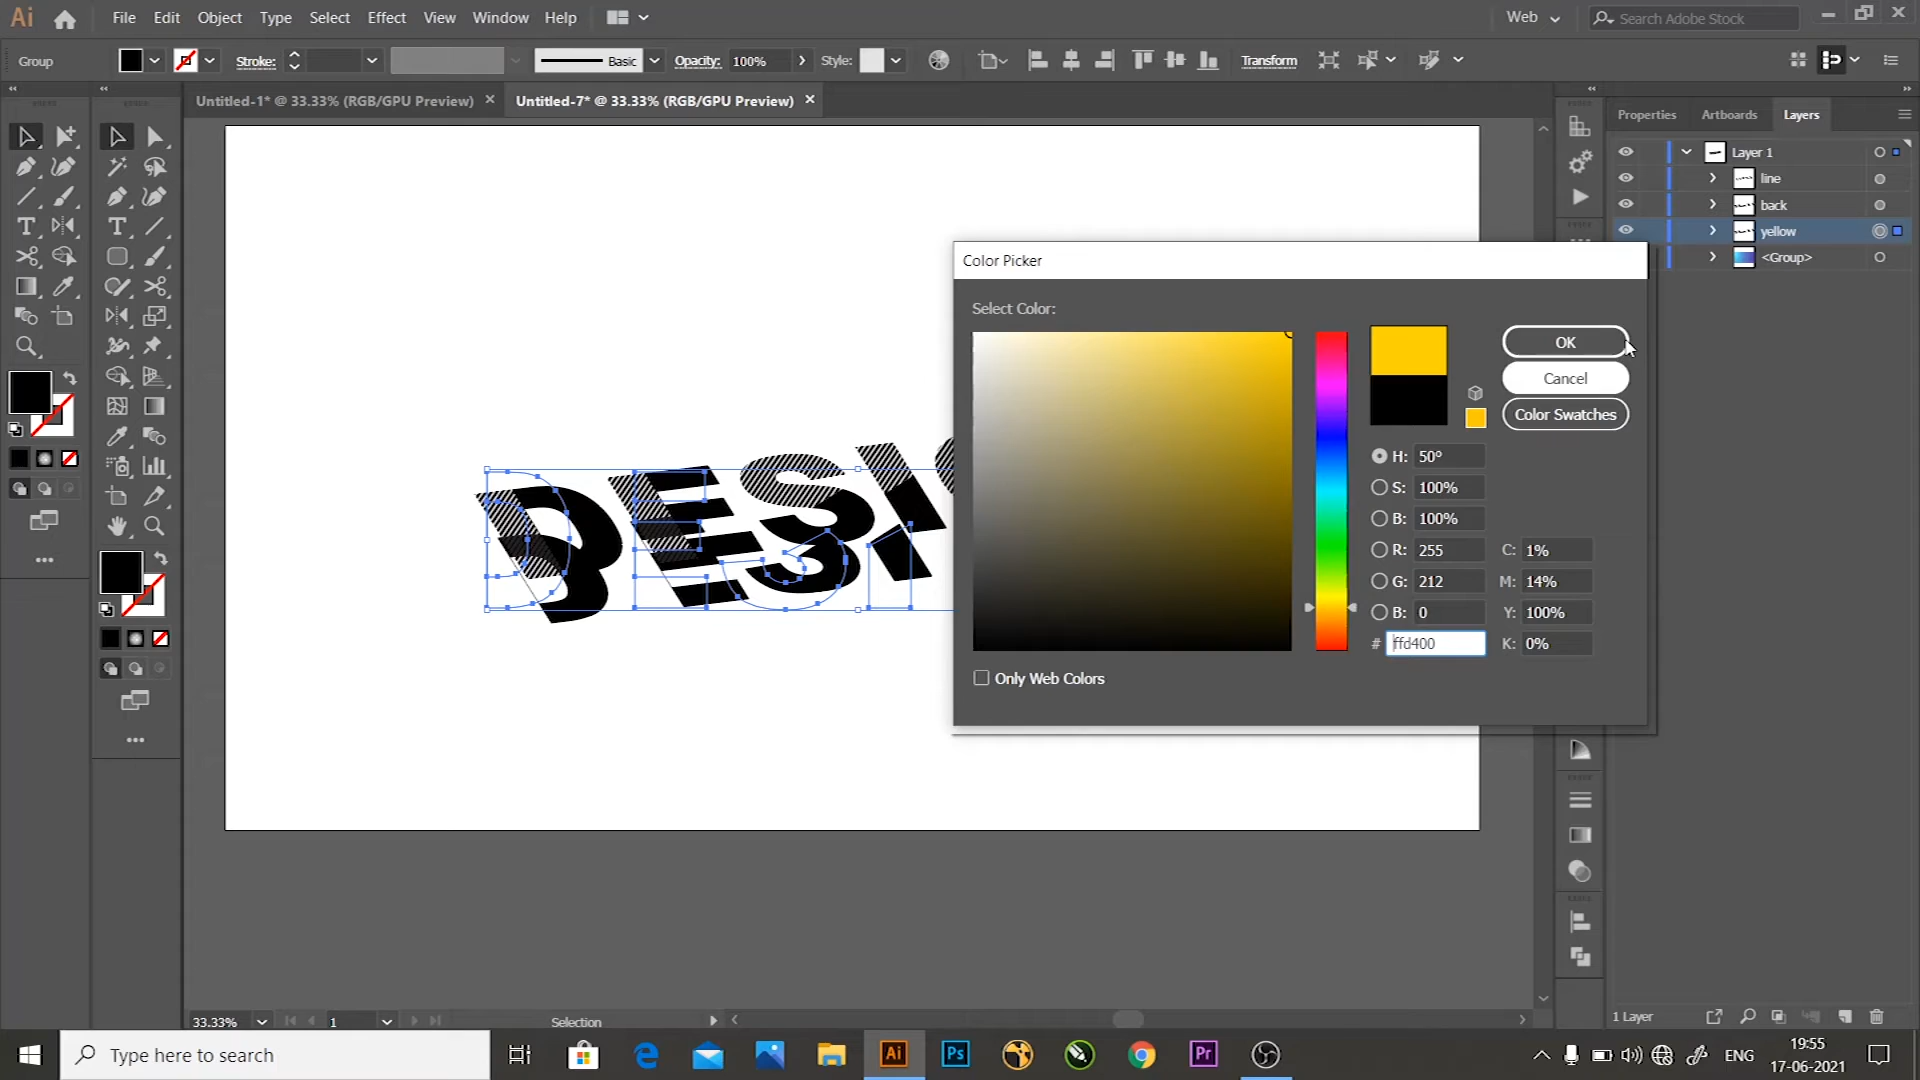 Ai File Edit Object Type Select Effect View Window Help Web Search Adobe Stock
Group Stroke: Basic Opacity: 100% Style: Transform
Untitled-1* @ 33.33% (RGB/GPU Preview) × Untitled-7* @ 33.33% (RGB/GPU Preview) ×
Properties Artboards Layers
Layer 1
line
back
yellow
<Group>
DESI
Color Picker
Select Color:
OK
Cancel
Color Swatches
H: 50°
S: 100%
B: 100%
R: 255 C: 1%
G: 212 M: 14%
B: 0 Y: 100%
# ffd400 K: 0%
Only Web Colors
33.33% 1 Selection
1 Layer
Type here to search
Ai Ps Pr
ENG
19:55
17-06-2021